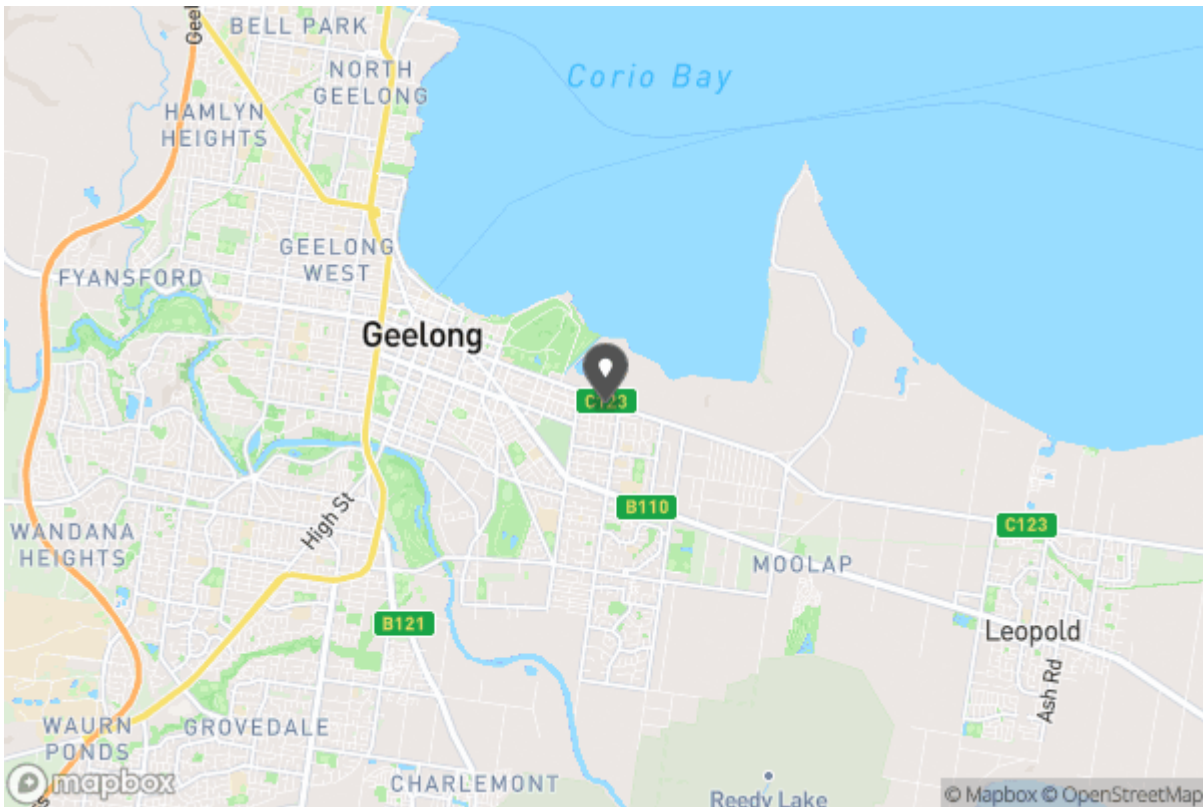 BELL PARK
Geel
NORTH
GEELONG
Corio Bay
HAMLYN
HEIGHTS
GEELONG
WEST
FYANSFORD
Geelong
C123
High St
B110
WANDANA
HEIGHTS
C123
MOOLAP
B121
Leopold
Ash Rd
WAURN
PONDS
GROVEDALE
CHARLEMONT
Reedy Lake
mapbox
© Mapbox © OpenStreetMap